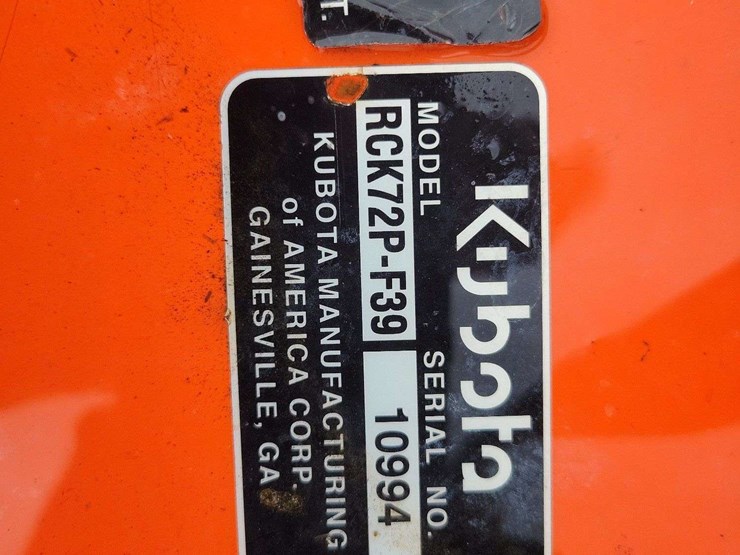 T.
Kubota
MODEL SERIAL NO.
RCK72P-F39 10994
KUBOTA MANUFACTURING
of AMERICA CORP.
GAINESVILLE, GA